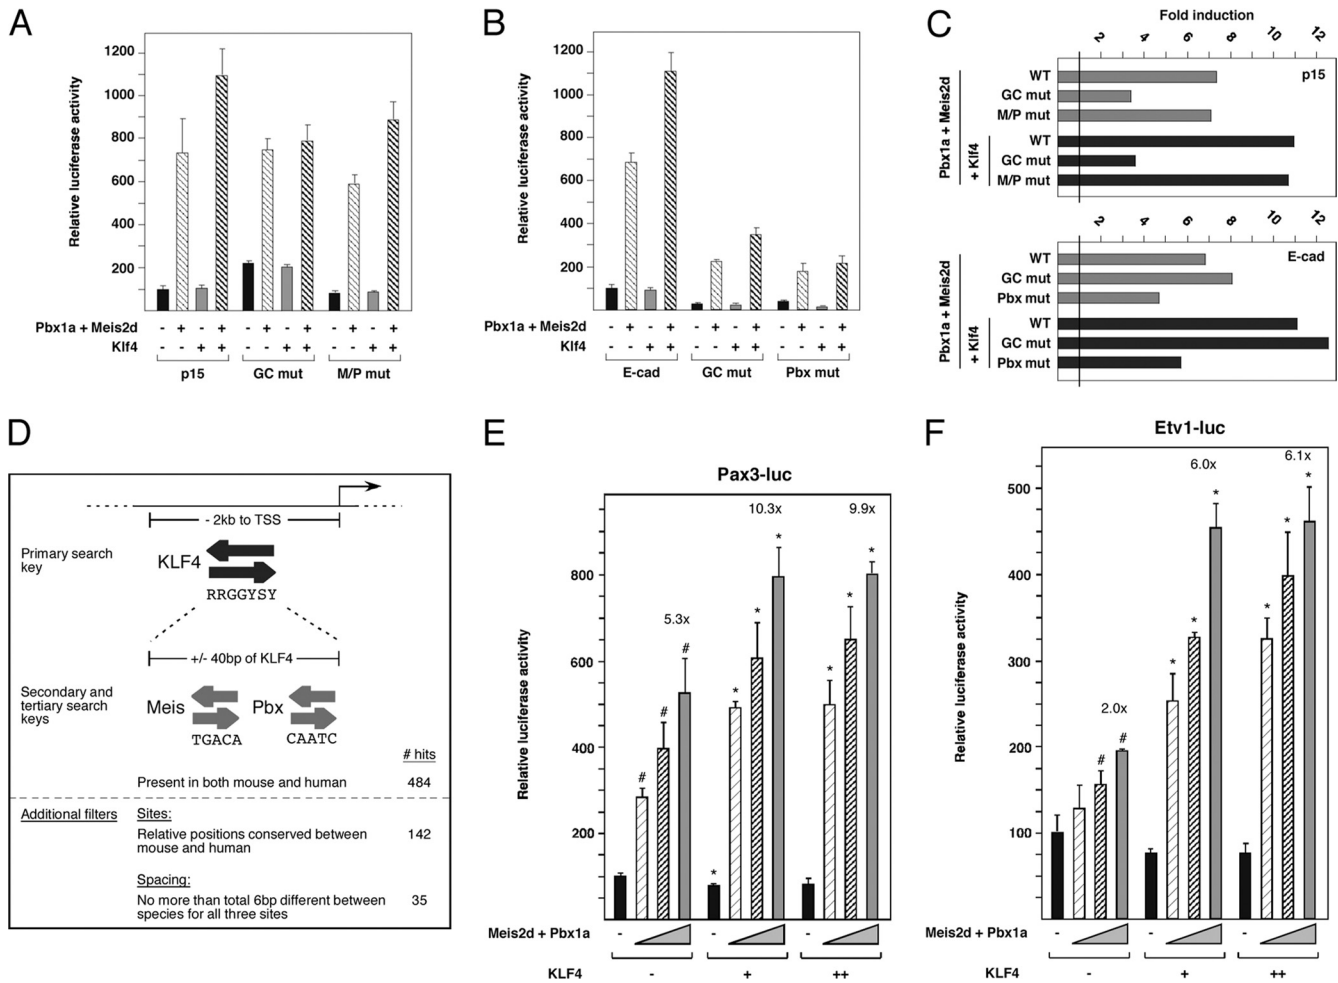 A
Relative luciferase activity
1200
1000
800
600
400
200
Pbx1a + Meis2d - + - + - + - + - + - +
Klf4 - - + + - - + + - - + +
p15 GC mut M/P mut
B
Relative luciferase activity
1200
1000
800
600
400
200
Pbx1a + Meis2d - + - + - + - + - + - +
Klf4 - - + + - - + + - - + +
E-cad GC mut Pbx mut
C
Fold induction
2 4 6 8 10 12
p15
Pbx1a + Meis2d
+ Klf4
WT
GC mut
M/P mut
WT
GC mut
M/P mut
2 4 6 8 10 12
E-cad
Pbx1a + Meis2d
+ Klf4
WT
GC mut
Pbx mut
WT
GC mut
Pbx mut
D
- 2kb to TSS
Primary search
key
KLF4
RRGGYSY
+/- 40bp of KLF4
Secondary and
tertiary search
keys
Meis
TGACA
Pbx
CAATC
# hits
Present in both mouse and human 484
Additional filters
Sites:
Relative positions conserved between
mouse and human
142
Spacing:
No more than total 6bp different between
species for all three sites
35
E
Pax3-luc
Relative luciferase activity
800
600
400
200
5.3x
10.3x
9.9x
# # #
* * * *
* * *
Meis2d + Pbx1a - - -
KLF4 - + ++
F
Etv1-luc
Relative luciferase activity
500
400
300
200
100
2.0x
6.0x
6.1x
# #
* * *
* * *
Meis2d + Pbx1a - - -
KLF4 - + ++